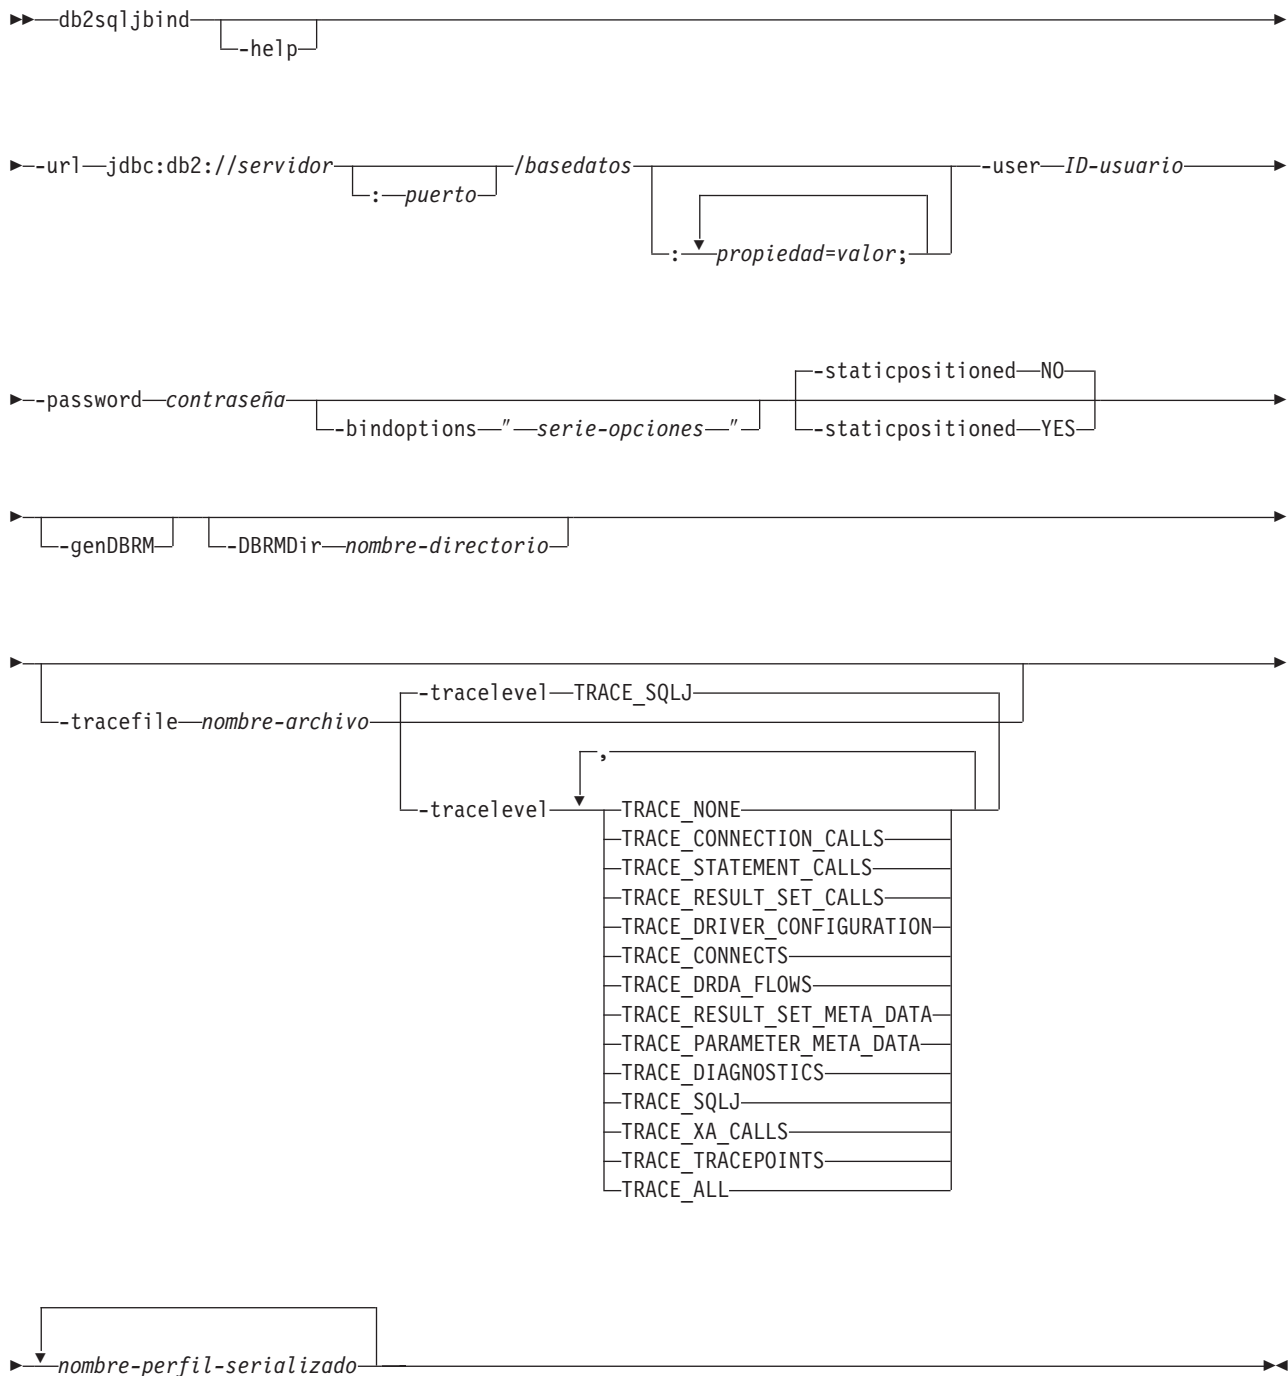 db2sqljbind
-help
-url jdbc:db2://servidor /basedatos -user ID-usuario
: puerto
: propiedad=valor;
-staticpositioned NO
-password contraseña
-bindoptions " serie-opciones " -staticpositioned YES
-genDBRM -DBRMDir nombre-directorio
-tracelevel TRACE_SQLJ
-tracefile nombre-archivo
,
-tracelevel TRACE_NONE
TRACE_CONNECTION_CALLS
TRACE_STATEMENT_CALLS
TRACE_RESULT_SET_CALLS
TRACE_DRIVER_CONFIGURATION
TRACE_CONNECTS
TRACE_DRDA_FLOWS
TRACE_RESULT_SET_META_DATA
TRACE_PARAMETER_META_DATA
TRACE_DIAGNOSTICS
TRACE_SQLJ
TRACE_XA_CALLS
TRACE_TRACEPOINTS
TRACE_ALL
nombre-perfil-serializado